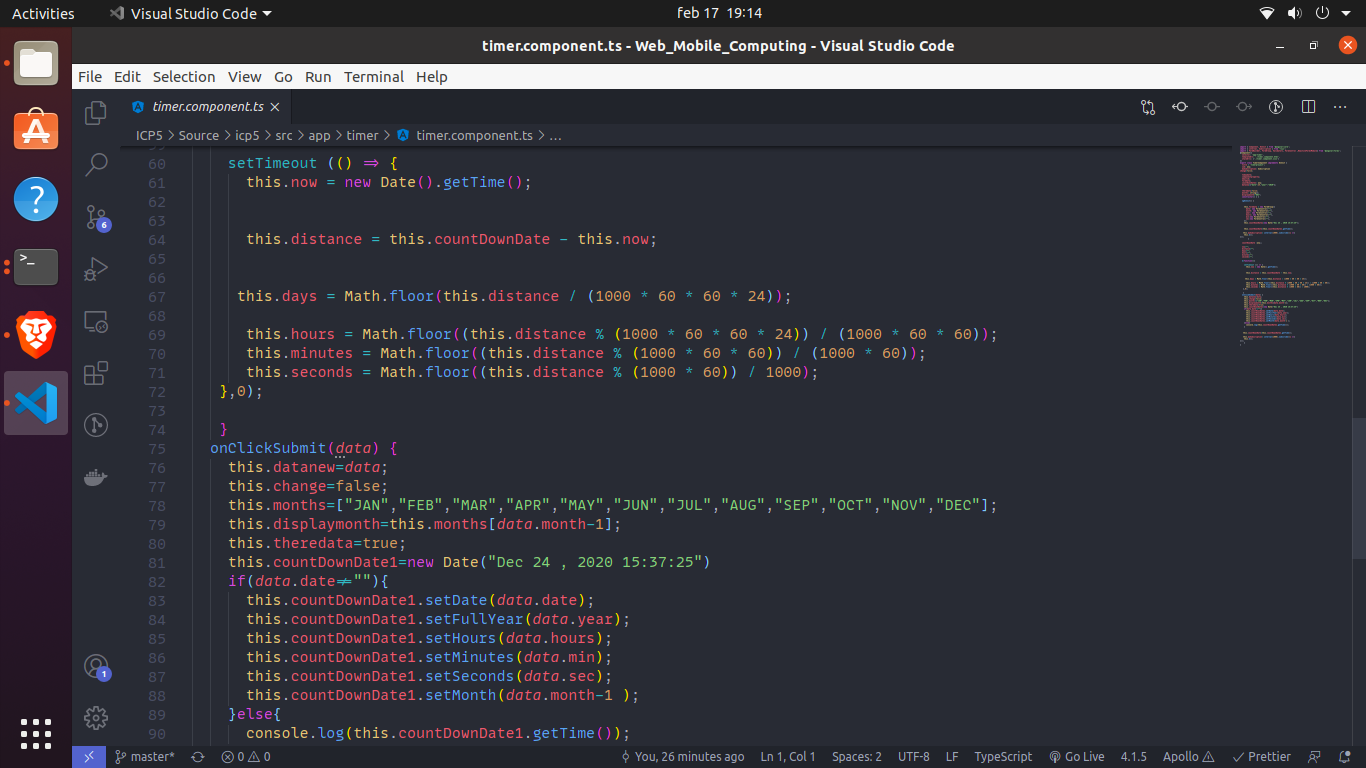 Activities
Visual Studio Code
feb 17 19:14
timer.component.ts - Web_Mobile_Computing - Visual Studio Code
File Edit Selection View Go Run Terminal Help
timer.component.ts
ICP5 > Source > icp5 > src > app > timer > timer.component.ts > ...
60 setTimeout (() => {
61 this.now = new Date().getTime();
62
63
64 this.distance = this.countDownDate - this.now;
65
66
67 this.days = Math.floor(this.distance / (1000 * 60 * 60 * 24));
68
69 this.hours = Math.floor((this.distance % (1000 * 60 * 60 * 24)) / (1000 * 60 * 60));
70 this.minutes = Math.floor((this.distance % (1000 * 60 * 60)) / (1000 * 60));
71 this.seconds = Math.floor((this.distance % (1000 * 60)) / 1000);
72 },0);
73
74 }
75 onClickSubmit(data) {
76 this.datanew=data;
77 this.change=false;
78 this.months=["JAN","FEB","MAR","APR","MAY","JUN","JUL","AUG","SEP","OCT","NOV","DEC"];
79 this.displaymonth=this.months[data.month-1];
80 this.theredata=true;
81 this.countDownDate1=new Date("Dec 24 , 2020 15:37:25")
82 if(data.date!=""){
83 this.countDownDate1.setDate(data.date);
84 this.countDownDate1.setFullYear(data.year);
85 this.countDownDate1.setHours(data.hours);
86 this.countDownDate1.setMinutes(data.min);
87 this.countDownDate1.setSeconds(data.sec);
88 this.countDownDate1.setMonth(data.month-1 );
89 }else{
90 console.log(this.countDownDate1.getTime());
6
1
master* 0 0 You, 26 minutes ago Ln 1, Col 1 Spaces: 2 UTF-8 LF TypeScript Go Live 4.1.5 Apollo Prettier